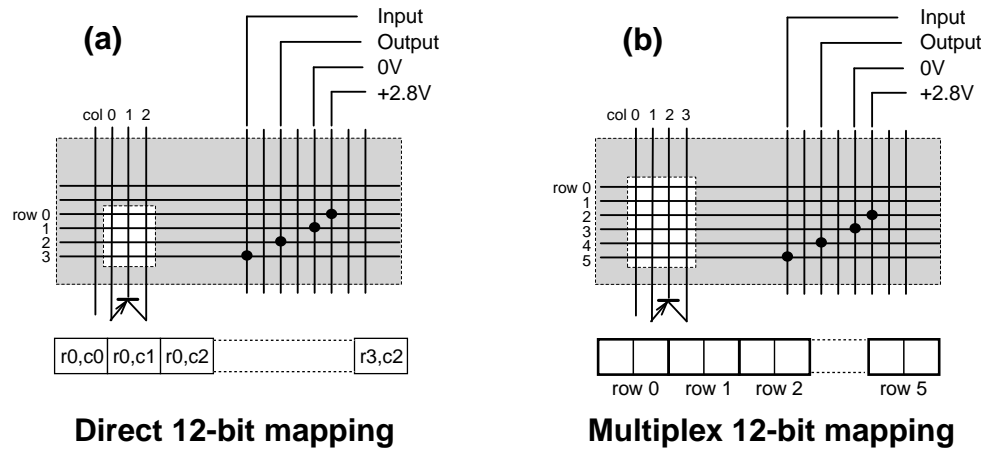 (a)
Input
Output
0V
+2.8V
col 0 1 2
row 0
1
2
3
r0,c0 r0,c1 r0,c2 r3,c2
Direct 12-bit mapping
(b)
Input
Output
0V
+2.8V
col 0 1 2 3
row 0
1
2
3
4
5
row 0 row 1 row 2 row 5
Multiplex 12-bit mapping